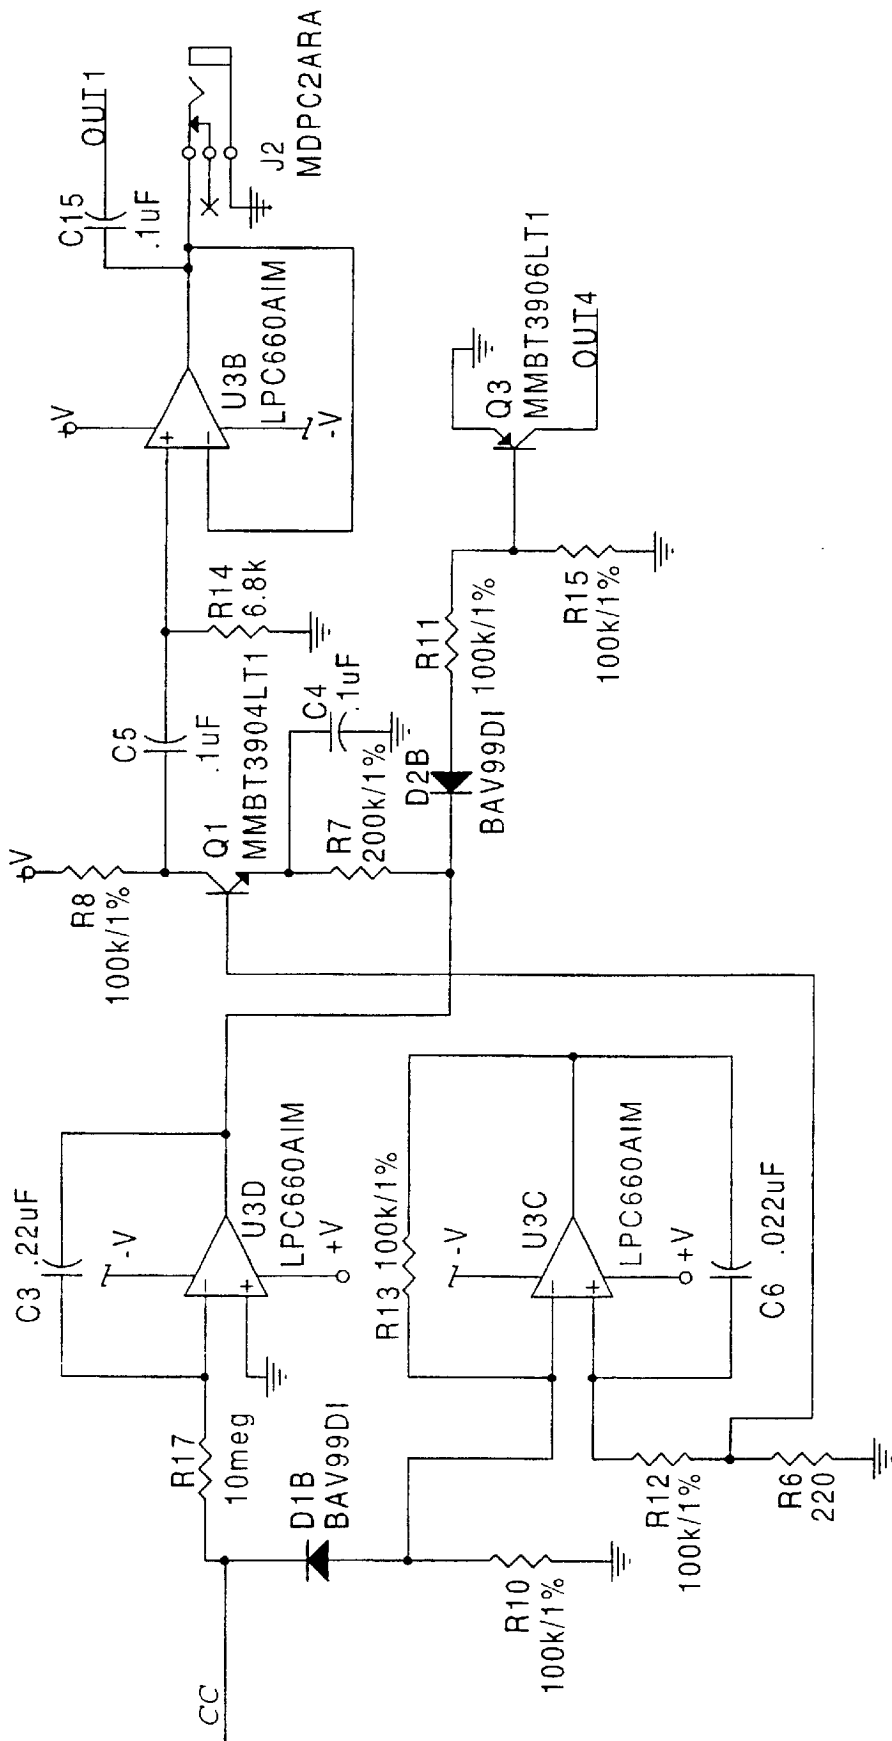 OUT1
C15
.1uF
J2
MDPC2ARA
+V
+
-
U3B
LPC660AIM
-V
Q3
MMBT3906LT1
OUT4
R14
6.8k
R11
100k/1%
R15
100k/1%
C5
.1uF
C4
.1uF
+V
R8
100k/1%
Q1
MMBT3904LT1
R7
200k/1%
D2B
BAV99DI
C3
.22uF
-V
-
+
U3D
LPC660AIM
+V
R13
100k/1%
-V
-
+
U3C
LPC660AIM
+V
C6
.022uF
R17
10meg
D1B
BAV99DI
CC
R10
100k/1%
R12
100k/1%
R6
220